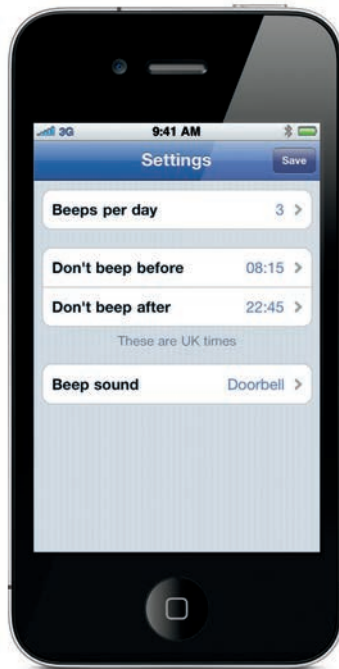 3G 9:41 AM
Settings Save
Beeps per day 3
Don't beep before 08:15
Don't beep after 22:45
These are UK times
Beep sound Doorbell